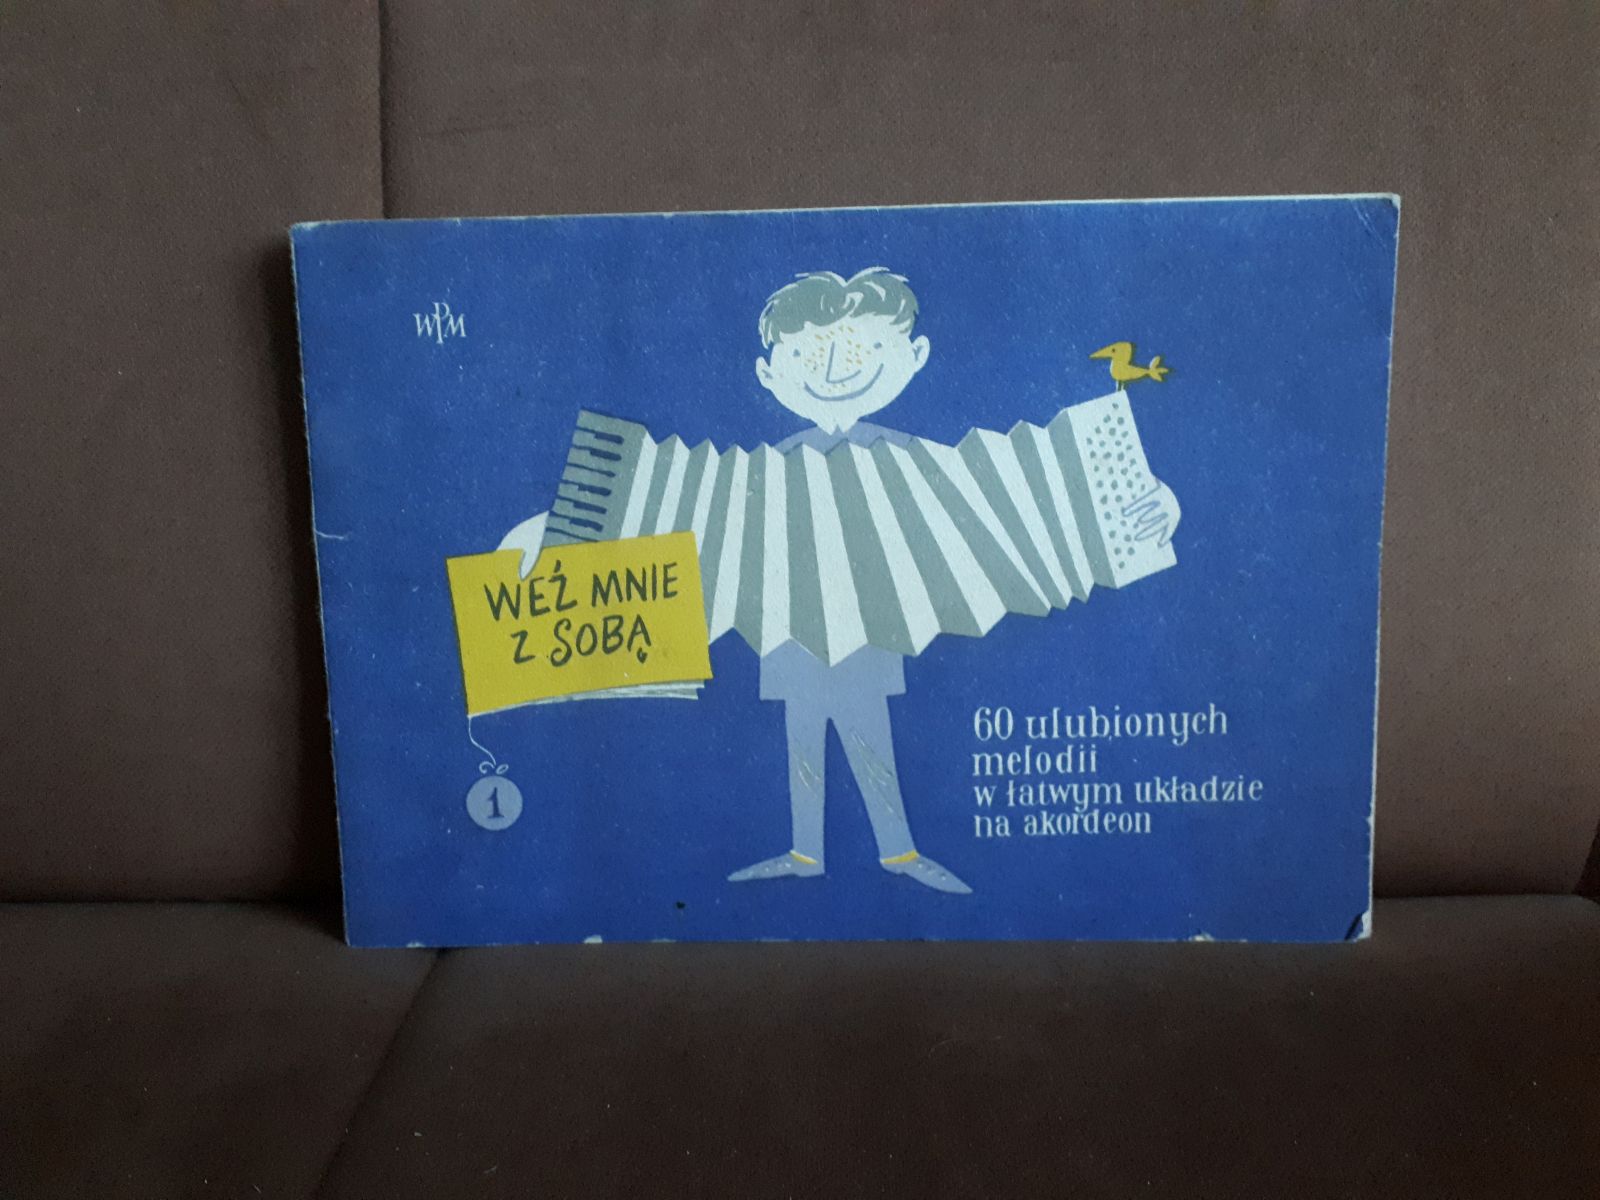 WPM
WEŹ MNIE
Z SOBĄ
1
60 ulubionych
melodii
w łatwym układzie
na akordeon